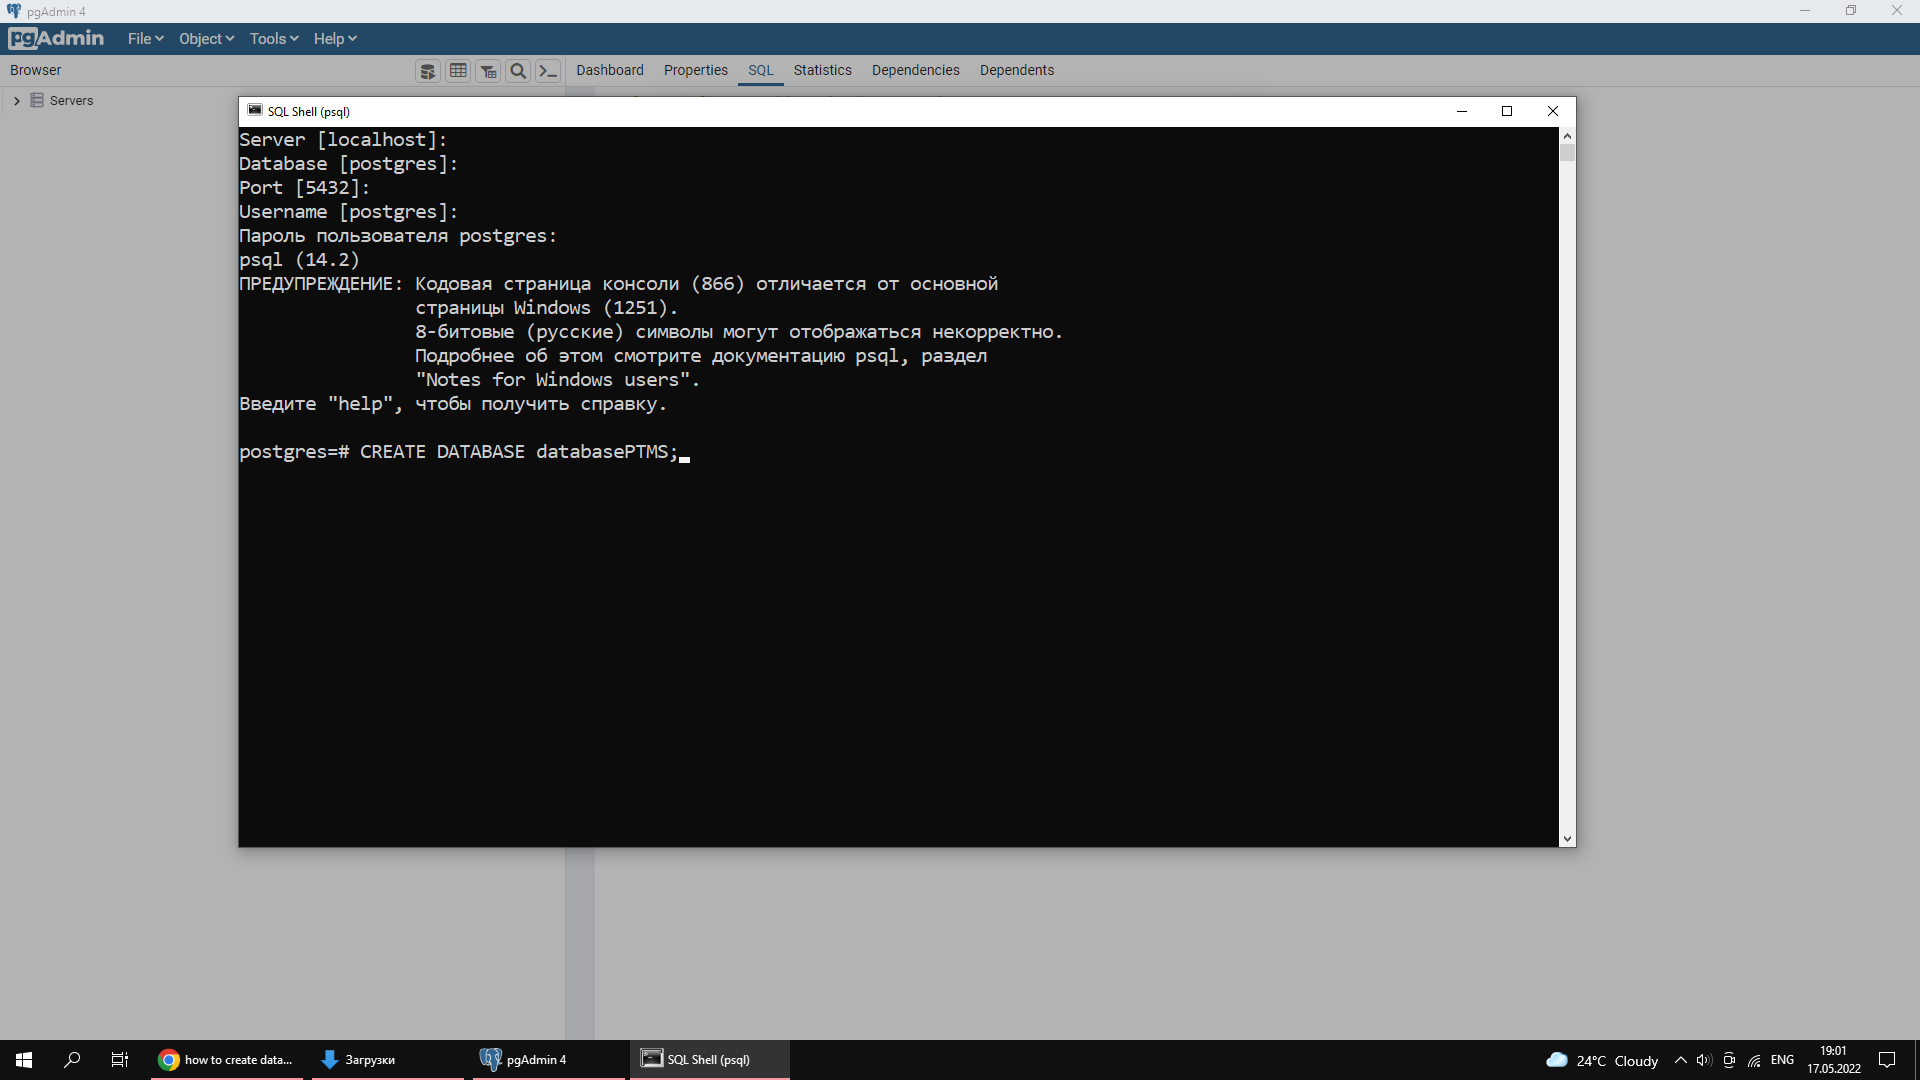 pgAdmin 4
pgAdmin File Object Tools Help
Browser Dashboard Properties SQL Statistics Dependencies Dependents
Servers
SQL Shell (psql)
Server [localhost]:
Database [postgres]:
Port [5432]:
Username [postgres]:
Пароль пользователя postgres:
psql (14.2)
ПРЕДУПРЕЖДЕНИЕ: Кодовая страница консоли (866) отличается от основной
страницы Windows (1251).
8-битовые (русские) символы могут отображаться некорректно.
Подробнее об этом смотрите документацию psql, раздел
"Notes for Windows users".
Введите "help", чтобы получить справку.
postgres=# CREATE DATABASE databasePTMS;
how to create data... Загрузки pgAdmin 4 SQL Shell (psql) 24°C Cloudy ENG 19:01
17.05.2022